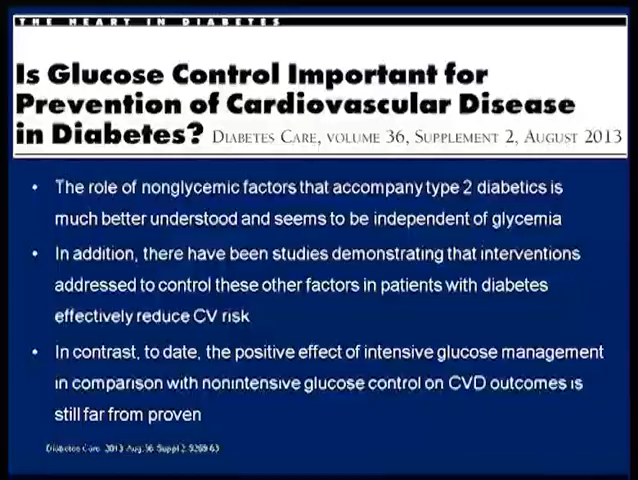 THE HEART IN DIABETES
Is Glucose Control Important for
Prevention of Cardiovascular Disease
in Diabetes? DIABETES CARE, VOLUME 36, SUPPLEMENT 2, AUGUST 2013
• The role of nonglycemic factors that accompany type 2 diabetics is
much better understood and seems to be independent of glycemia
• In addition, there have been studies demonstrating that interventions
addressed to control these other factors in patients with diabetes
effectively reduce CV risk
• In contrast, to date, the positive effect of intensive glucose management
in comparison with nonintensive glucose control on CVD outcomes is
still far from proven
Diabetes Care. 2013 Aug;36 Suppl 2:S259-63